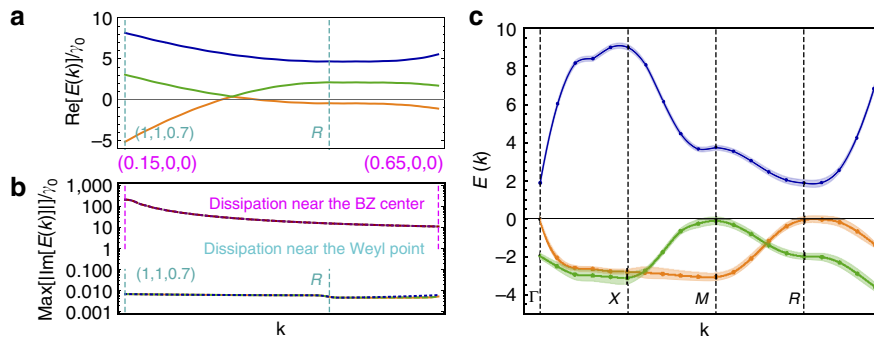 a
10
5
0
−5
Re[E(k)]/γ0
(1,1,0.7)
R
(0.15,0,0)
(0.65,0,0)
b
1,000
100
10
1
0.100
0.010
0.001
Max[|Im[E(k)]|]/γ0
Dissipation near the BZ center
Dissipation near the Weyl point
(1,1,0.7)
R
k
c
10
8
6
4
2
0
−2
−4
E (k)
Γ
X
M
R
k